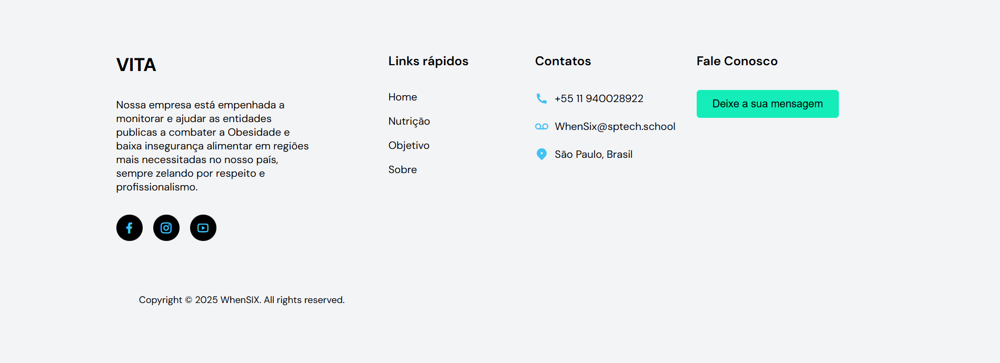 VITA
Nossa empresa está empenhada a
monitorar e ajudar as entidades
publicas a combater a Obesidade e
baixa insegurança alimentar em regiões
mais necessitadas no nosso país,
sempre zelando por respeito e
profissionalismo.
Links rápidos
Home
Nutrição
Objetivo
Sobre
Contatos
+55 11 940028922
WhenSix@sptech.school
São Paulo, Brasil
Fale Conosco
Deixe a sua mensagem
Copyright © 2025 WhenSIX. All rights reserved.